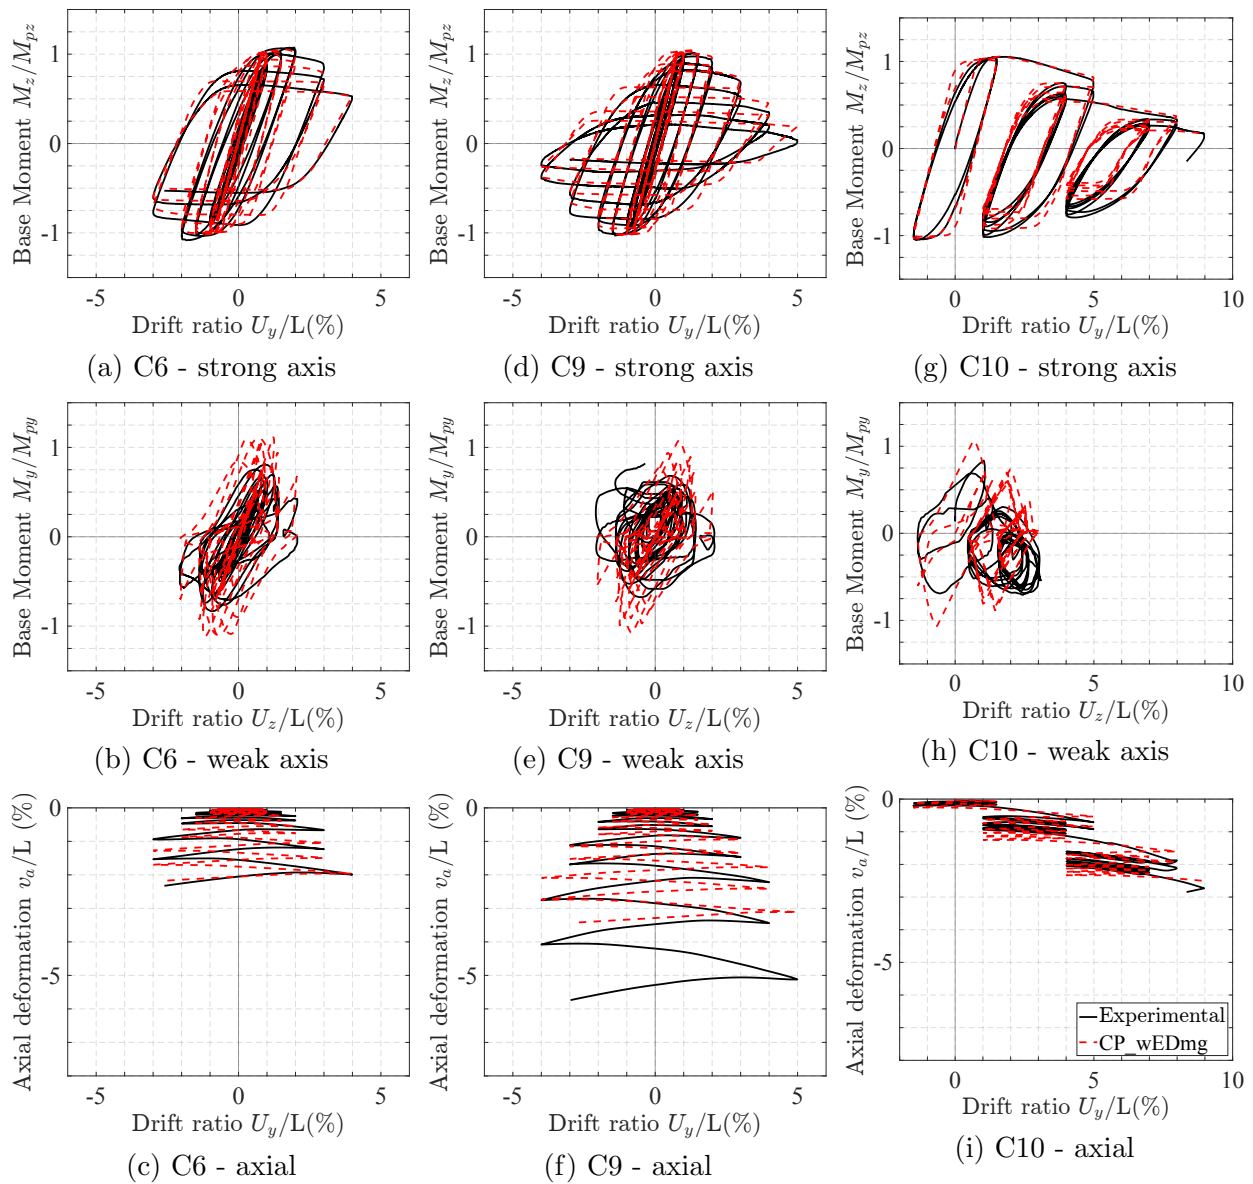 Base Moment M_z/M_pz
1
0
-1
-5
0
5
Drift ratio U_y/L(%)
(a) C6 - strong axis
Base Moment M_z/M_pz
1
0
-1
-5
0
5
Drift ratio U_y/L(%)
(d) C9 - strong axis
Base Moment M_z/M_pz
1
0
-1
0
5
10
Drift ratio U_y/L(%)
(g) C10 - strong axis
Base Moment M_y/M_py
1
0
-1
-5
0
5
Drift ratio U_z/L(%)
(b) C6 - weak axis
Base Moment M_y/M_py
1
0
-1
-5
0
5
Drift ratio U_z/L(%)
(e) C9 - weak axis
Base Moment M_y/M_py
1
0
-1
0
5
10
Drift ratio U_z/L(%)
(h) C10 - weak axis
Axial deformation v_a/L (%)
0
-5
-5
0
5
Drift ratio U_y/L(%)
(c) C6 - axial
Axial deformation v_a/L (%)
0
-5
-5
0
5
Drift ratio U_y/L(%)
(f) C9 - axial
Axial deformation v_a/L (%)
0
-5
Experimental
CP_wEDmg
0
5
10
Drift ratio U_y/L(%)
(i) C10 - axial